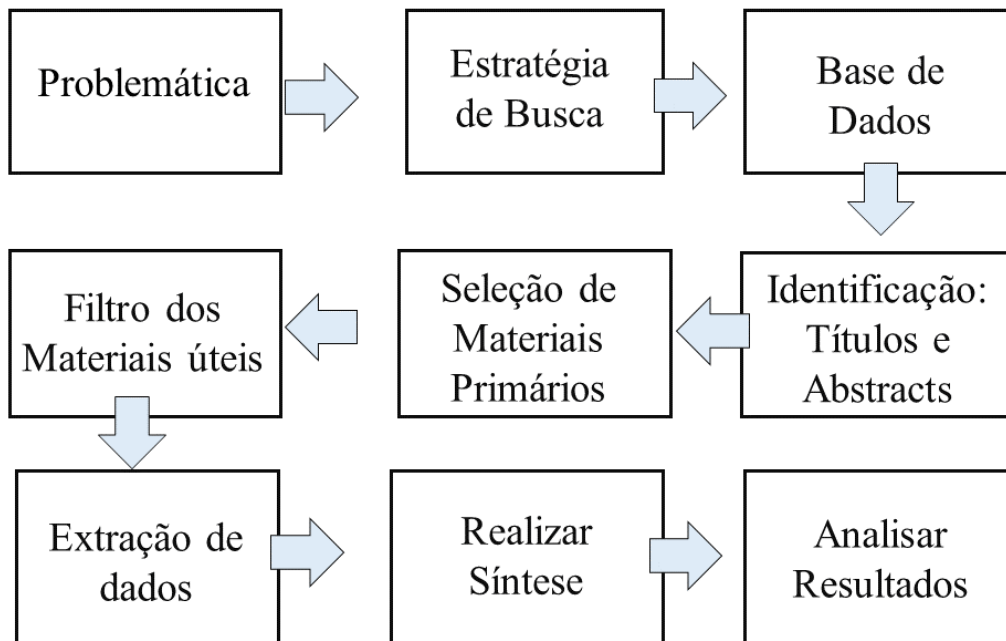 Problemática
Estratégia
de Busca
Base de
Dados
Identificação:
Títulos e
Abstracts
Seleção de
Materiais
Primários
Filtro dos
Materiais úteis
Extração de
dados
Realizar
Síntese
Analisar
Resultados